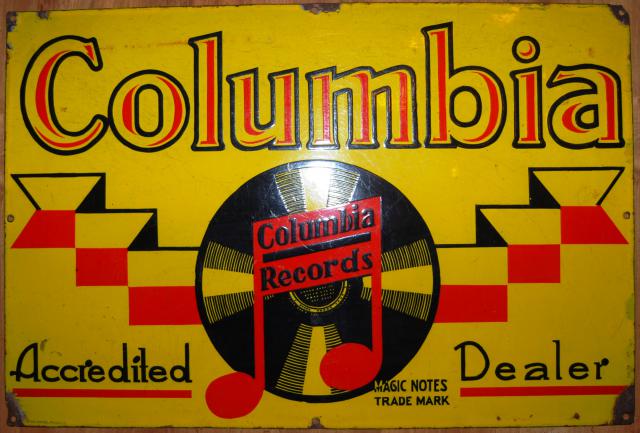 Columbia
Columbia
Records
Accredited Dealer
MAGIC NOTES
TRADE MARK